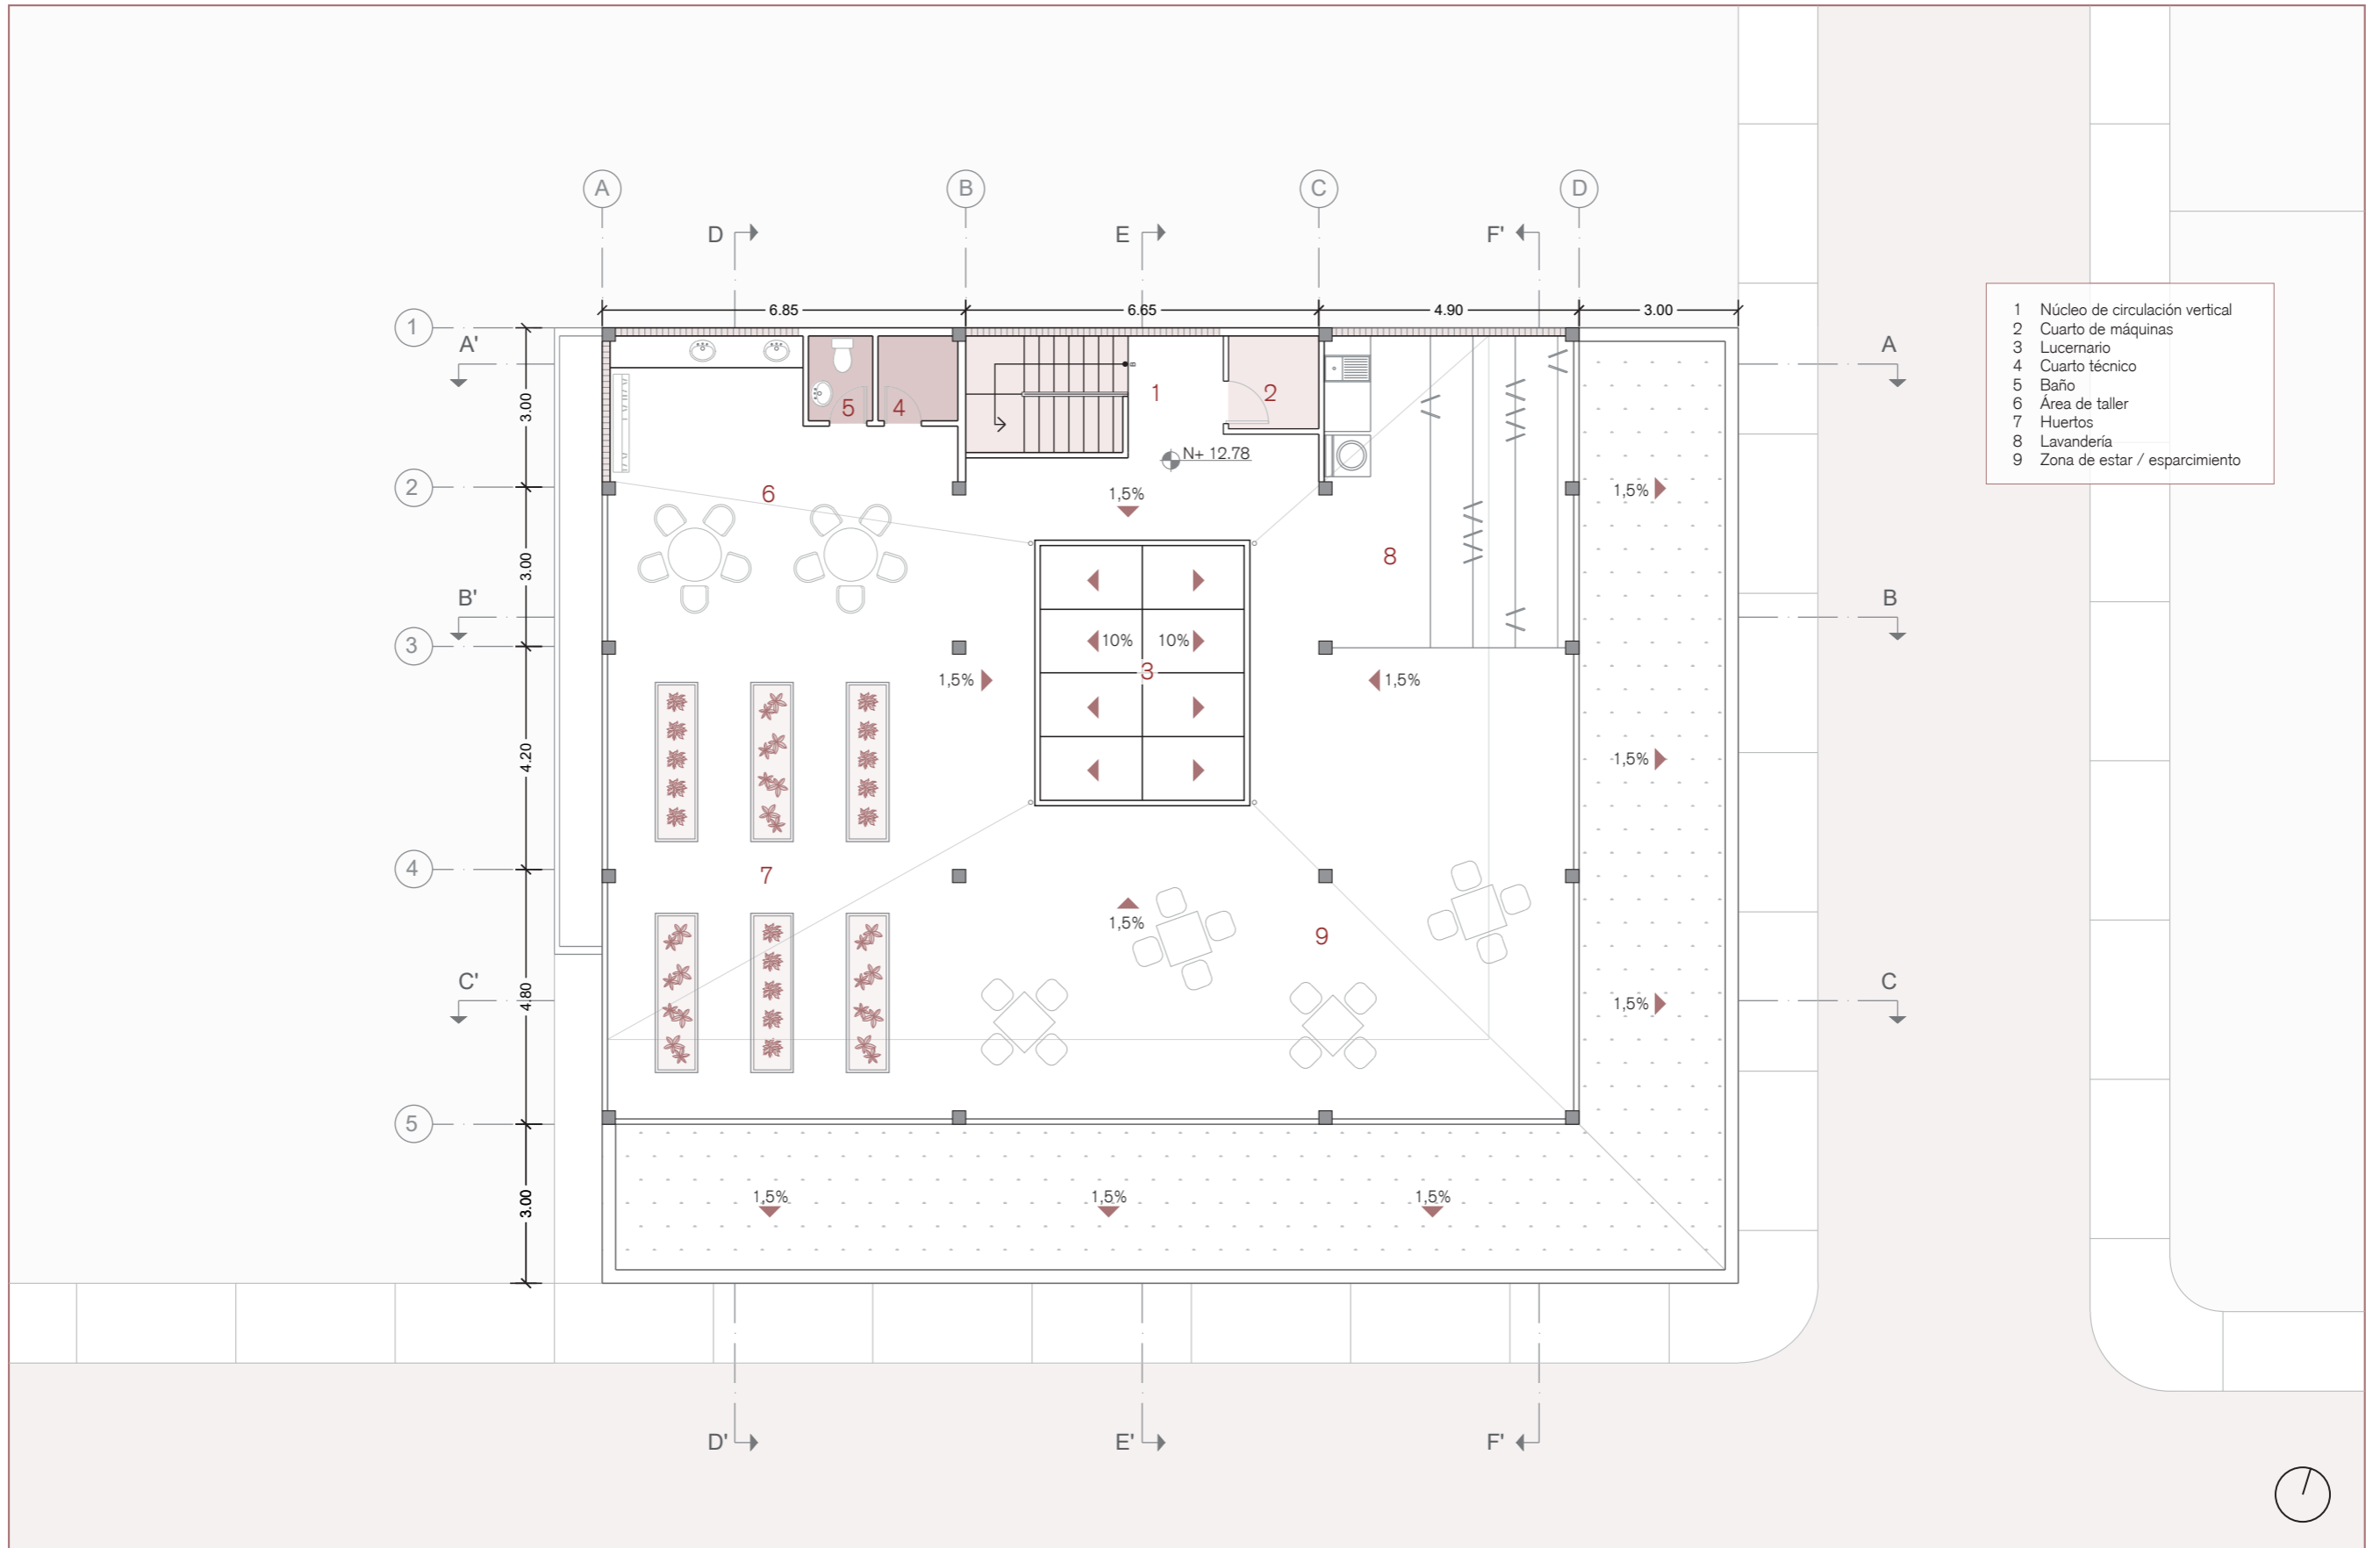 A
B
C
D
D
E
F'
6.85
6.65
4.90
3.00
1
A'
A
1 Núcleo de circulación vertical
2 Cuarto de máquinas
3 Lucernario
4 Cuarto técnico
5 Baño
6 Área de taller
7 Huertos
8 Lavandería
9 Zona de estar / esparcimiento
3.00
5
4
1
2
N+ 12.78
2
6
1,5%
1,5%
3.00
8
B'
B
3
10%
10%
3
1,5%
1,5%
4.20
1,5%
4
7
1,5%
9
C'
C
4.80
1,5%
5
3.00
1,5%
1,5%
1,5%
D'
E'
F'